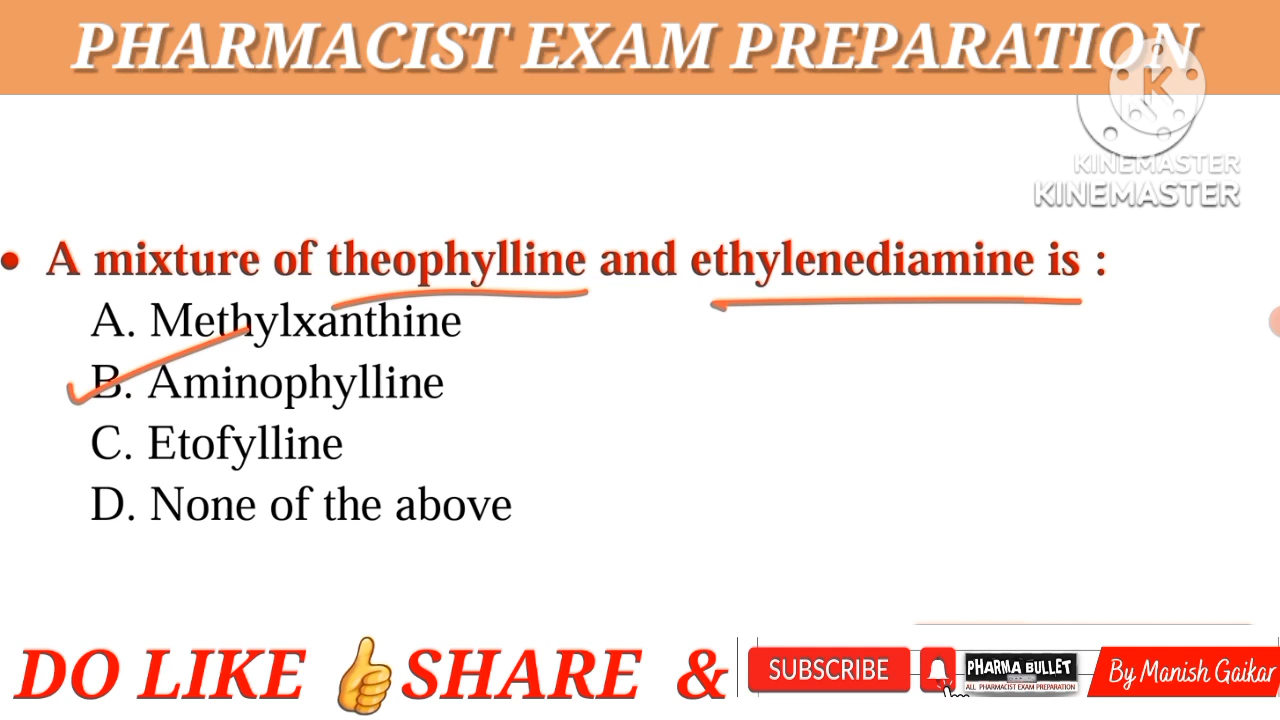 PHARMACIST EXAM PREPARATION
K
KINEMASTER
KINEMASTER
• A mixture of theophylline and ethylenediamine is :
A. Methylxanthine
B. Aminophylline
C. Etofylline
D. None of the above
DO LIKE SHARE & SUBSCRIBE
PHARMA BULLET
ALL PHARMACIST EXAM PREPARATION
By Manish Gaikar